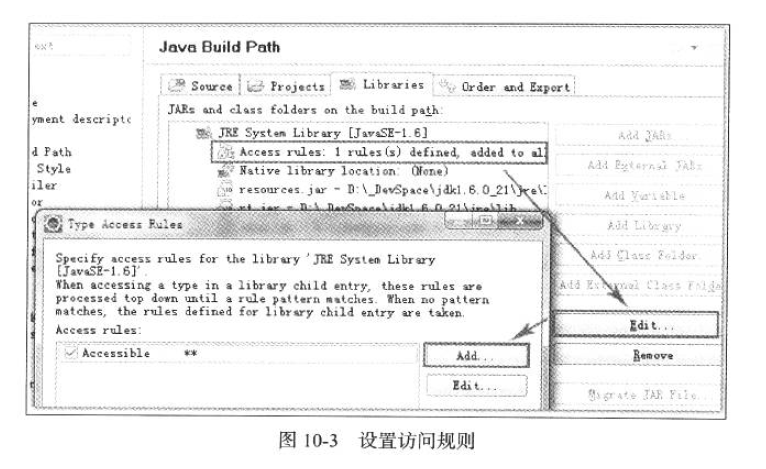 Java Build Path
Source
Projects
Libraries
Order and Export
JARs and class folders on the build path:
e
yment descripto
d Path
Style
iler
or
JRE System Library [JavaSE-1.6]
Access rules: 1 rules(s) defined, added to all
Native library location: (None)
resources.jar - D:\_DevSpace\jdk1.6.0_21\jre\
rt.jar - D:\_DevSpace\jdk1.6.0_21\jre\lib
Add JARs
Add External JARs
Add Variable
Add Library
Add Class Folder
Add External Class Folde
Edit...
Remove
Migrate JAR File
Type Access Rules
Specify access rules for the library 'JRE System Library
[JavaSE-1.6]'.
When accessing a type in a library child entry, these rules are
processed top down until a rule pattern matches. When no pattern
matches, the rules defined for library child entry are taken.
Access rules:
Accessible **
Add...
Edit...
图 10-3 设置访问规则